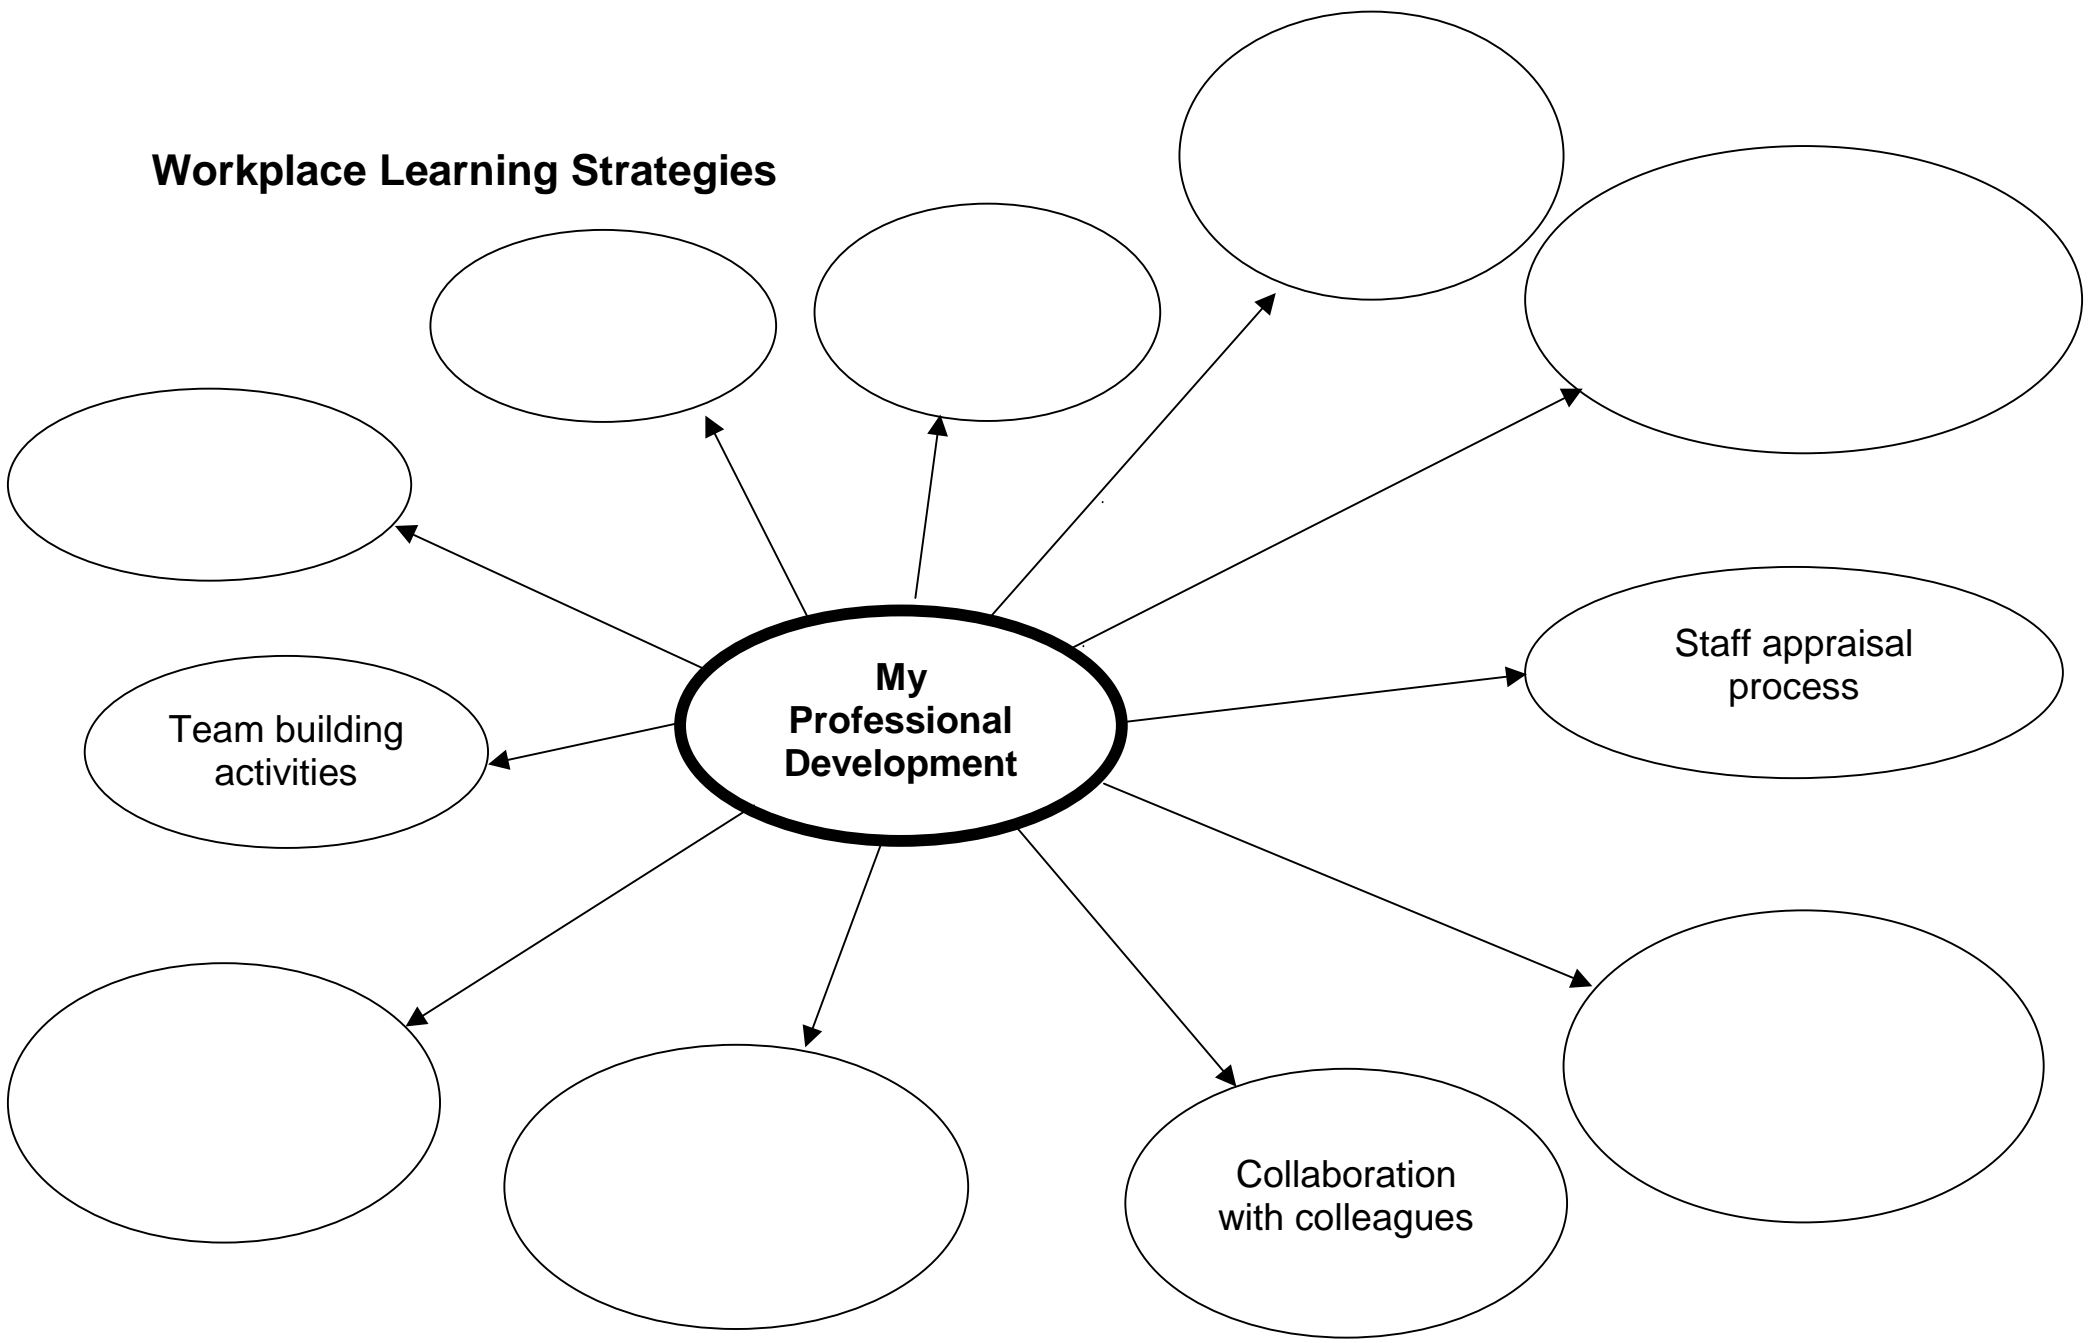 Workplace Learning Strategies
My
Professional
Development
Staff appraisal
process
Team building
activities
Collaboration
with colleagues